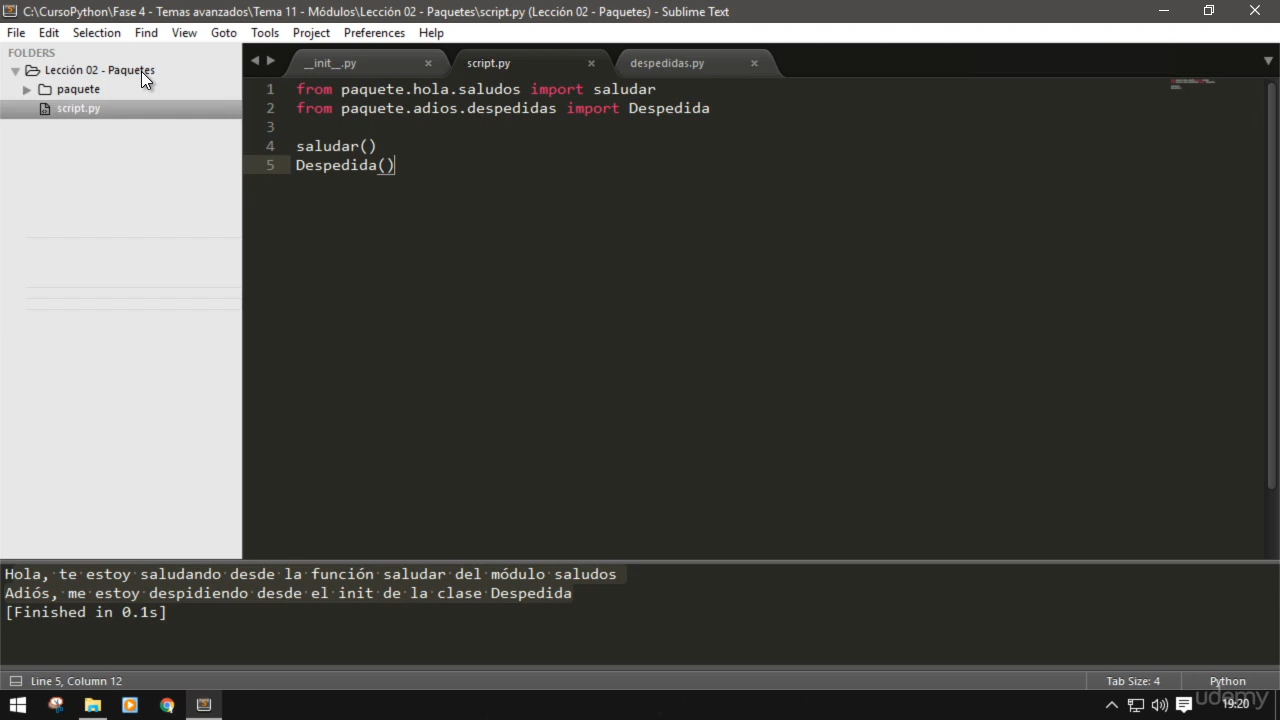 C:\CursoPython\Fase 4 - Temas avanzados\Tema 11 - Módulos\Lección 02 - Paquetes\script.py (Lección 02 - Paquetes) - Sublime Text
File Edit Selection Find View Goto Tools Project Preferences Help
FOLDERS
Lección 02 - Paquetes
paquete
script.py
__init__.py script.py despedidas.py
1 from paquete.hola.saludos import saludar
2 from paquete.adios.despedidas import Despedida
3
4 saludar()
5 Despedida()
Hola, te estoy saludando desde la función saludar del módulo saludos
Adiós, me estoy despidiendo desde el init de la clase Despedida
[Finished in 0.1s]
Line 5, Column 12 Tab Size: 4 Python
udemy
19:20